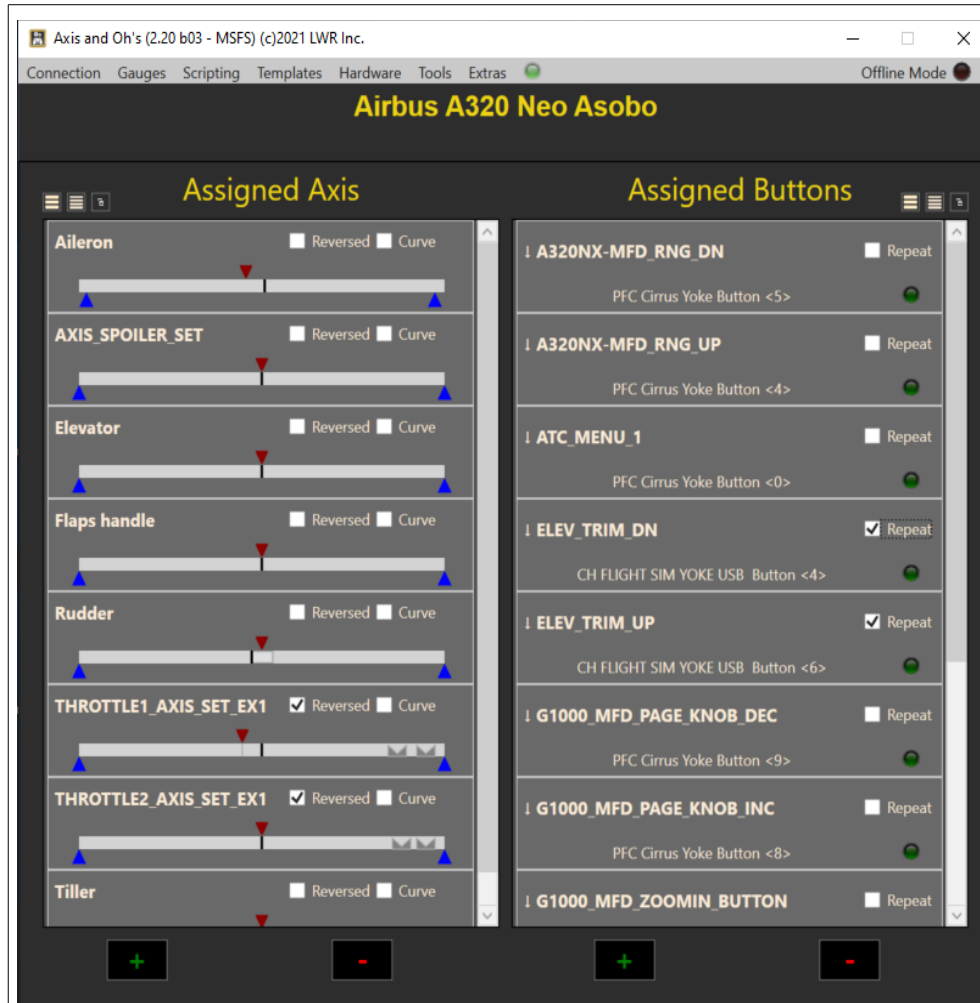 Axis and Oh's (2.20 b03 - MSFS) (c)2021 LWR Inc.
Connection Gauges Scripting Templates Hardware Tools Extras Offline Mode
Airbus A320 Neo Asobo
Assigned Axis
Aileron Reversed Curve
AXIS_SPOILER_SET Reversed Curve
Elevator Reversed Curve
Flaps handle Reversed Curve
Rudder Reversed Curve
THROTTLE1_AXIS_SET_EX1 Reversed Curve
THROTTLE2_AXIS_SET_EX1 Reversed Curve
Tiller Reversed Curve
+ -
Assigned Buttons
↓ A320NX-MFD_RNG_DN Repeat
PFC Cirrus Yoke Button <5>
↓ A320NX-MFD_RNG_UP Repeat
PFC Cirrus Yoke Button <4>
↓ ATC_MENU_1 Repeat
PFC Cirrus Yoke Button <0>
↓ ELEV_TRIM_DN Repeat
CH FLIGHT SIM YOKE USB Button <4>
↓ ELEV_TRIM_UP Repeat
CH FLIGHT SIM YOKE USB Button <6>
↓ G1000_MFD_PAGE_KNOB_DEC Repeat
PFC Cirrus Yoke Button <9>
↓ G1000_MFD_PAGE_KNOB_INC Repeat
PFC Cirrus Yoke Button <8>
↓ G1000_MFD_ZOOMIN_BUTTON Repeat
+ -